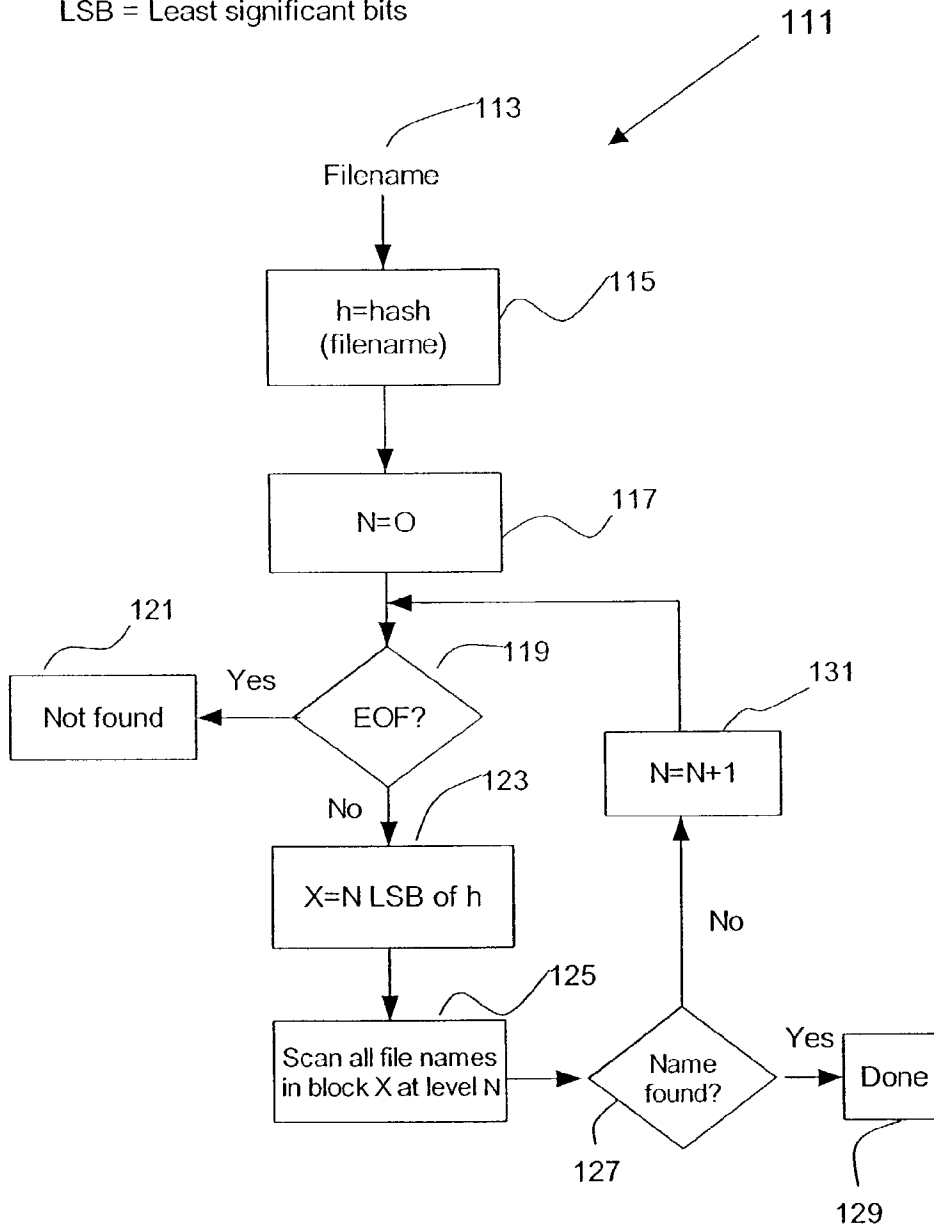 LSB = Least significant bits
111
113
Filename
115
h=hash
(filename)
117
N=O
121
119
Yes
Not found
EOF?
131
N=N+1
123
No
X=N LSB of h
No
125
Scan all file names
in block X at level N
Name
found?
Yes
Done
127
129